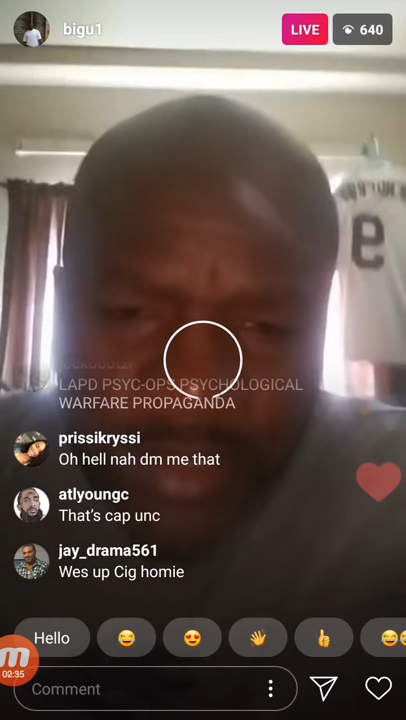 bigu1
LIVE
640
9
LAPD PSYC-OPS PSYCHOLOGICAL
WARFARE PROPAGANDA
prissikryssi
Oh hell nah dm me that
atlyoungc
That's cap unc
jay_drama561
Wes up Cig homie
Hello
02:35
Comment